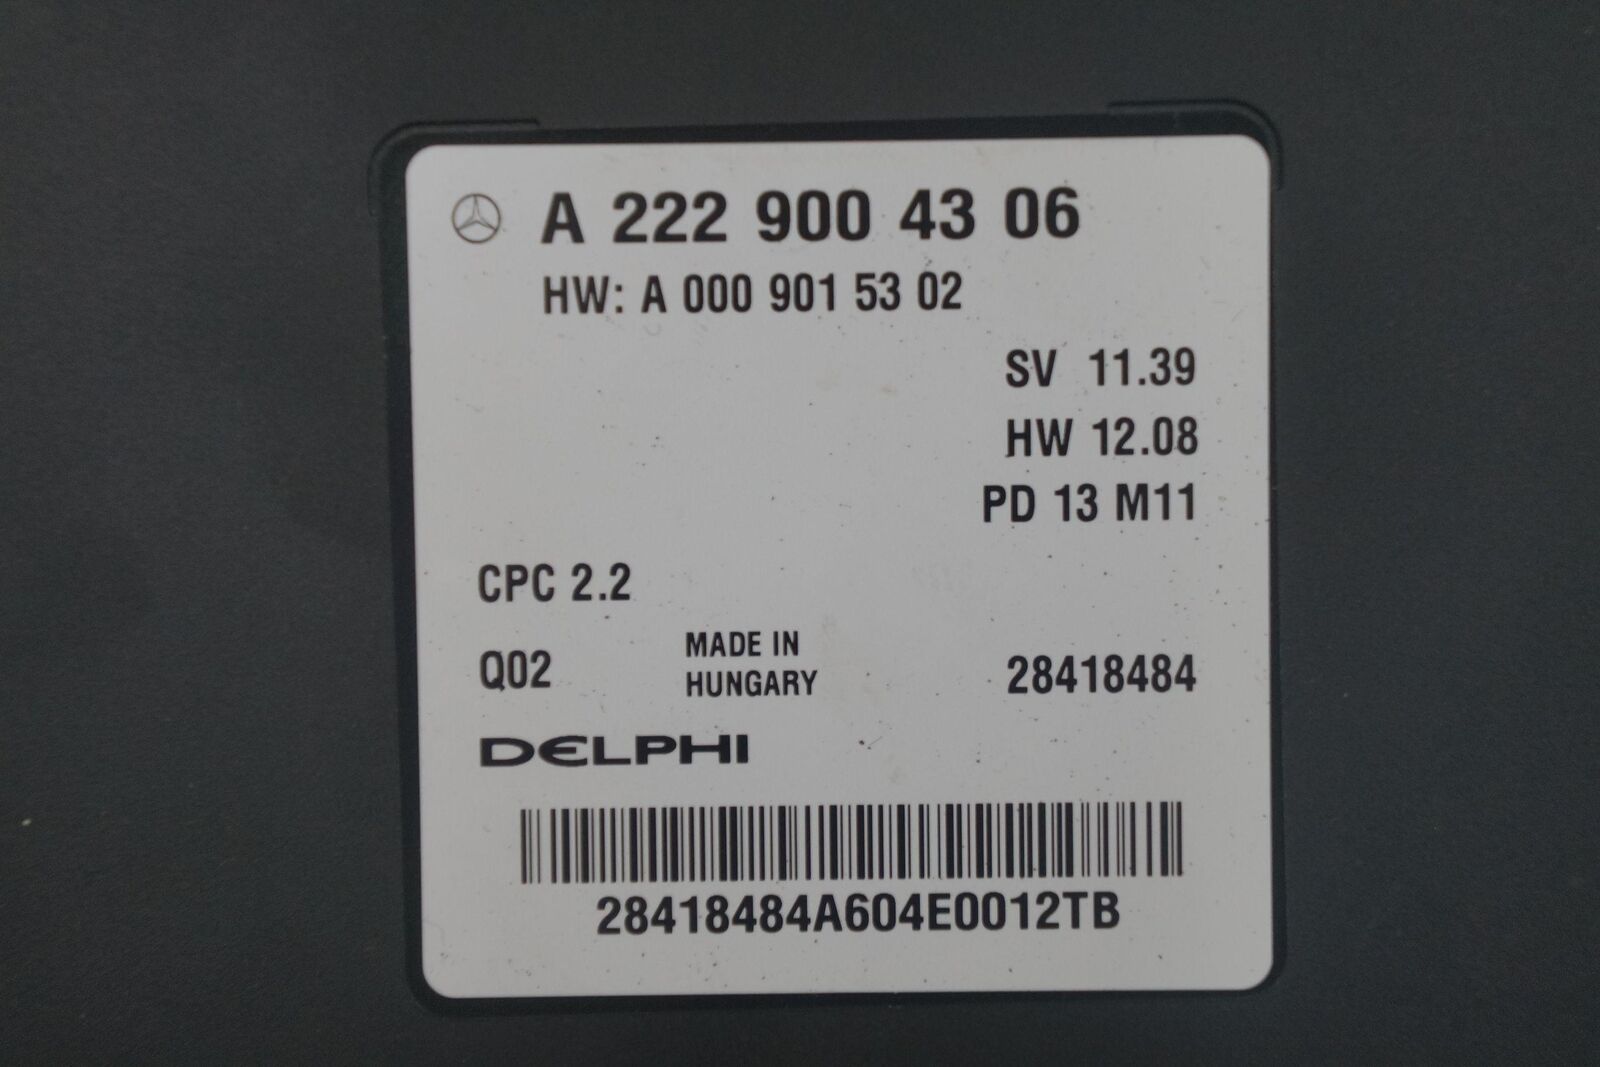 A 222 900 43 06
HW: A 000 901 53 02
SV 11.39
HW 12.08
PD 13 M11
CPC 2.2
Q02
MADE IN
HUNGARY
28418484
DELPHI
28418484A604E0012TB